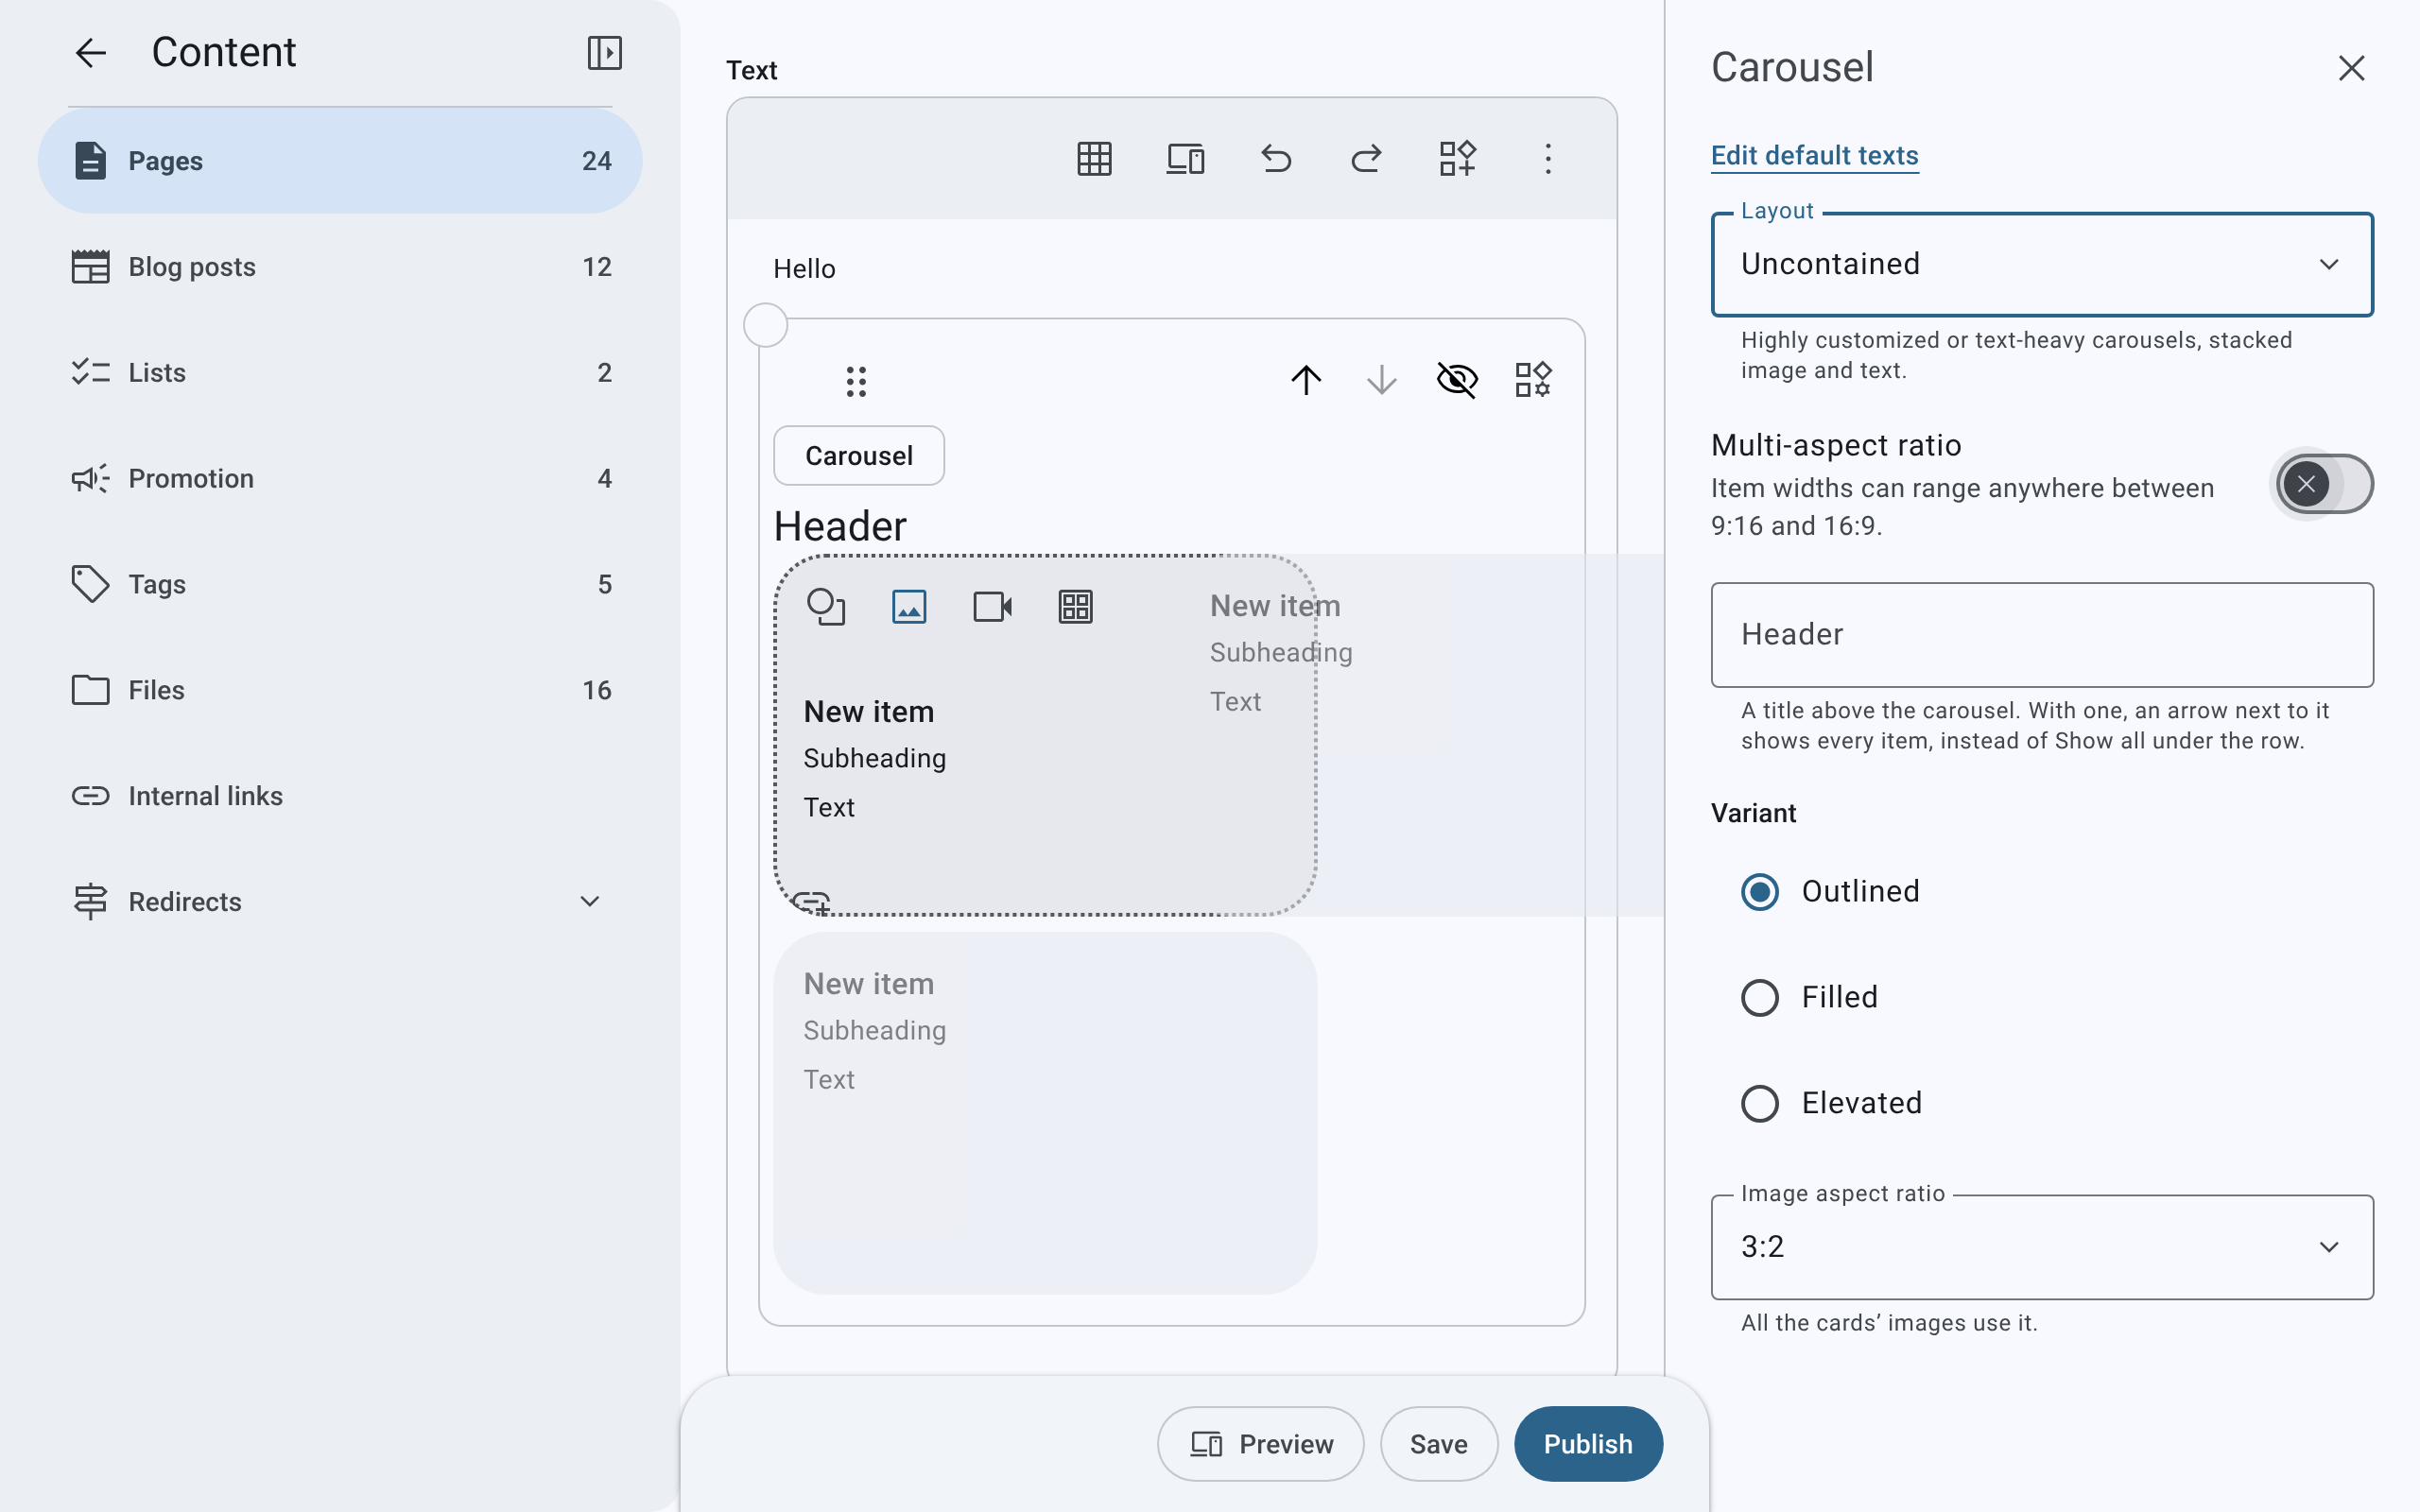 Content
Pages 24
Blog posts 12
Lists 2
Promotion 4
Tags 5
Files 16
Internal links
Redirects
Text
Hello
Carousel
Header
New item
Subheading
Text
New item
Subheading
Text
New item
Subheading
Text
Preview
Save
Publish
Carousel
Edit default texts
Layout
Uncontained
Highly customized or text-heavy carousels, stacked
image and text.
Multi-aspect ratio
Item widths can range anywhere between
9:16 and 16:9.
Header
A title above the carousel. With one, an arrow next to it
shows every item, instead of Show all under the row.
Variant
Outlined
Filled
Elevated
Image aspect ratio
3:2
All the cards’ images use it.